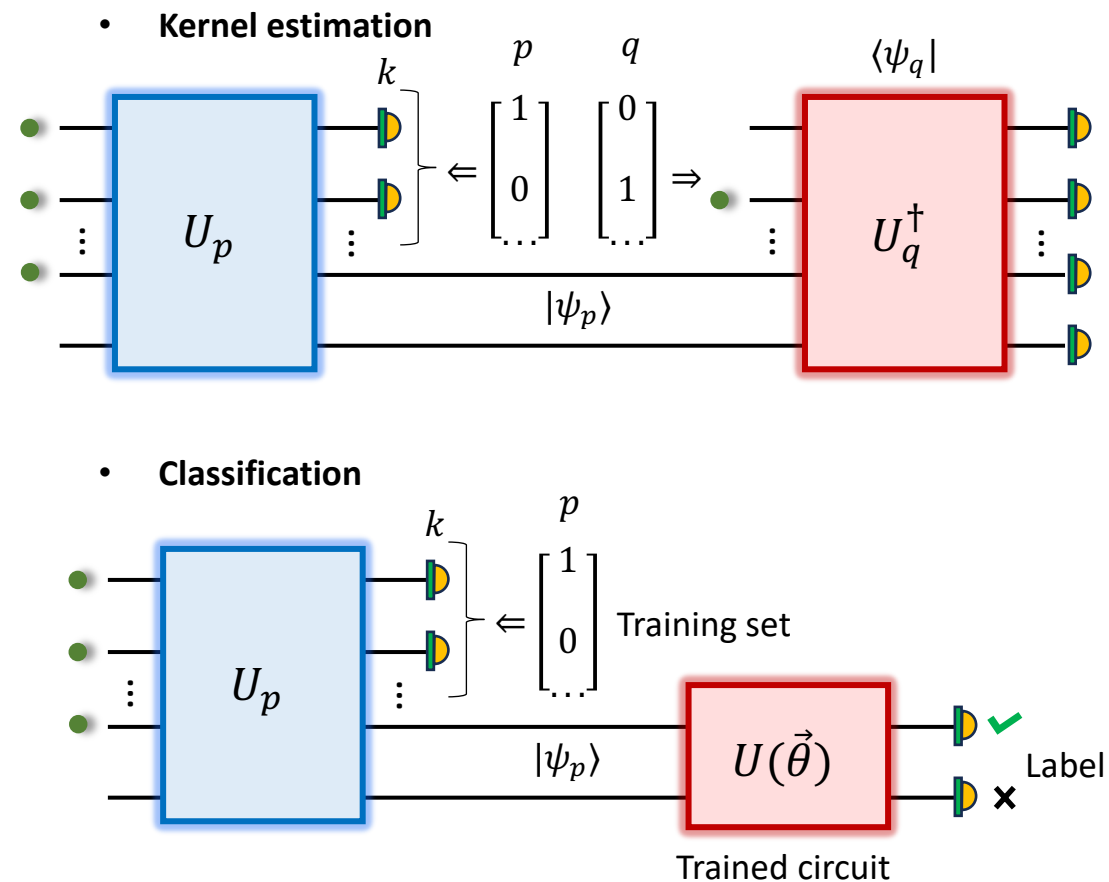 • Kernel estimation
k
p
q
⟨ψ_q|
1
0
...
0
1
...
⇐
⇒
⋮
U_p
⋮
⋮
U_q^†
⋮
|ψ_p⟩
• Classification
k
p
1
0
...
⇐
Training set
⋮
U_p
⋮
|ψ_p⟩
U(θ⃗)
Label
Trained circuit